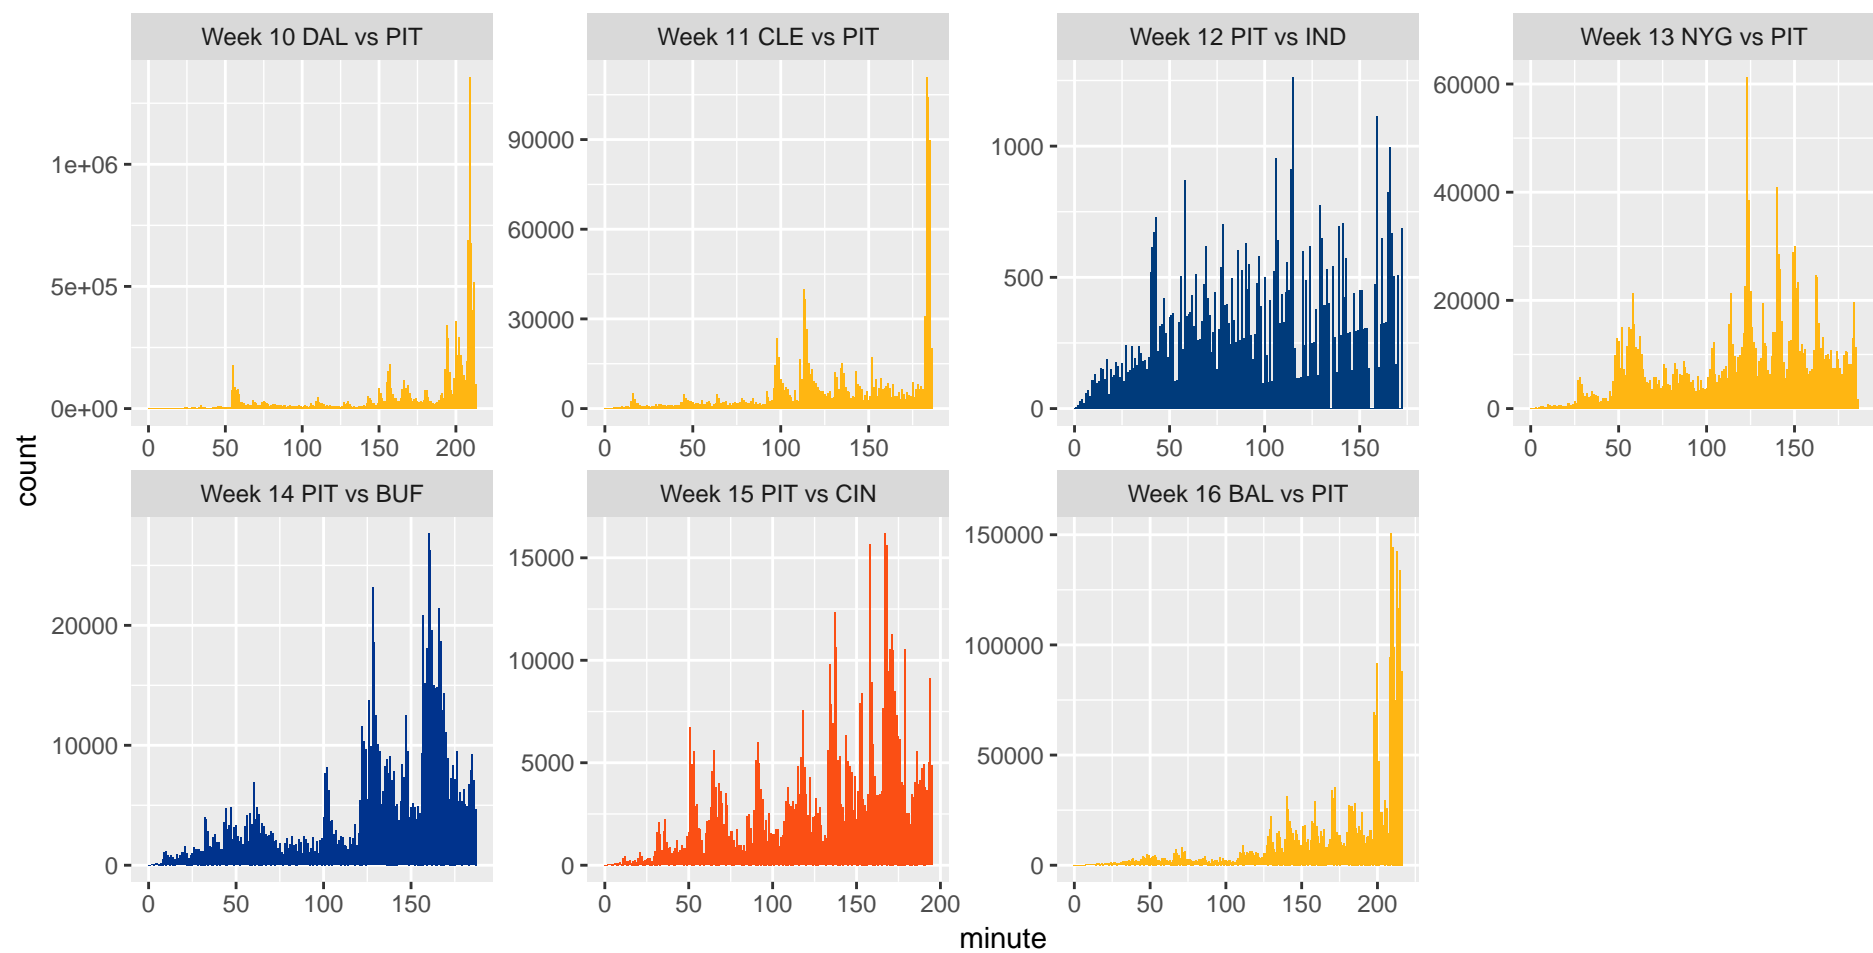 Week 10 DAL vs PIT
Week 11 CLE vs PIT
Week 12 PIT vs IND
Week 13 NYG vs PIT
1e+06
5e+05
0e+00
0 50 100 150 200
90000
60000
30000
0
0 50 100 150
1000
500
0
0 50 100 150
60000
40000
20000
0
0 50 100 150
count
Week 14 PIT vs BUF
Week 15 PIT vs CIN
Week 16 BAL vs PIT
20000
10000
0
0 50 100 150
15000
10000
5000
0
0 50 100 150 200
150000
100000
50000
0
0 50 100 150 200
minute